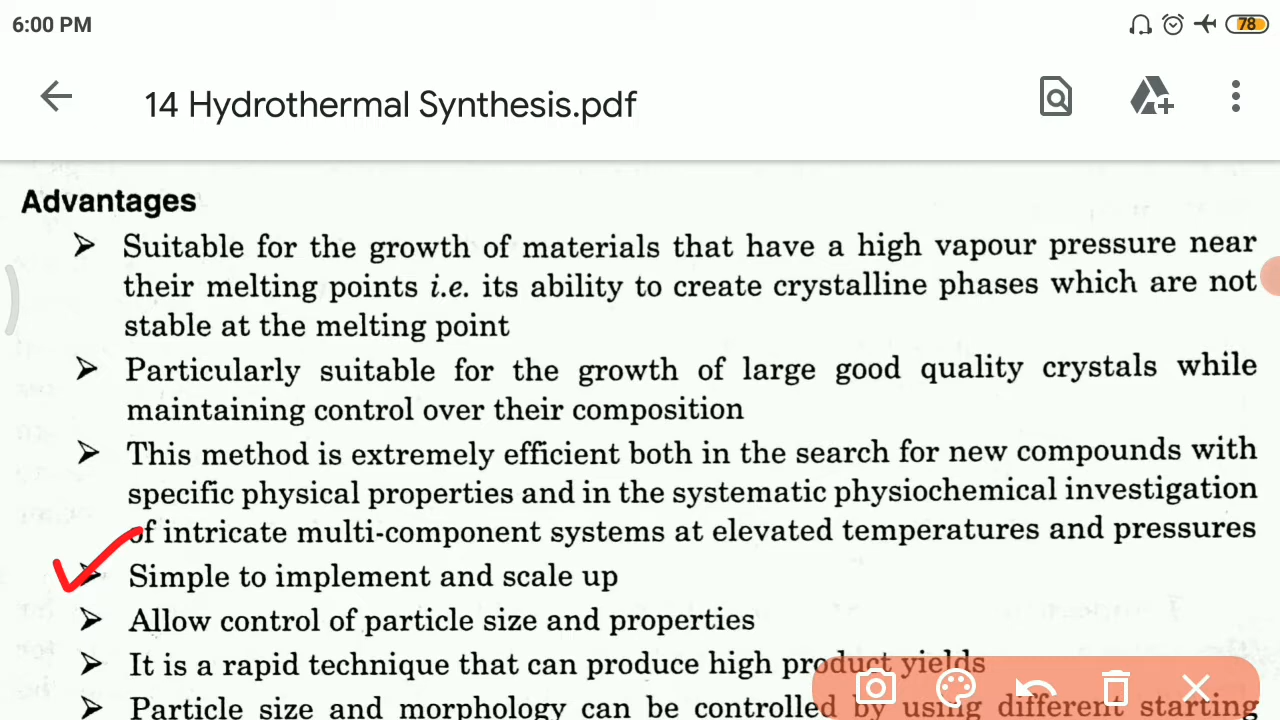 6:00 PM
78
14 Hydrothermal Synthesis.pdf
Advantages
➤ Suitable for the growth of materials that have a high vapour pressure near
their melting points i.e. its ability to create crystalline phases which are not
stable at the melting point
➤ Particularly suitable for the growth of large good quality crystals while
maintaining control over their composition
➤ This method is extremely efficient both in the search for new compounds with
specific physical properties and in the systematic physiochemical investigation
of intricate multi-component systems at elevated temperatures and pressures
➤ Simple to implement and scale up
➤ Allow control of particle size and properties
➤ It is a rapid technique that can produce high product yields
➤ Particle size and morphology can be controlled by using different starting